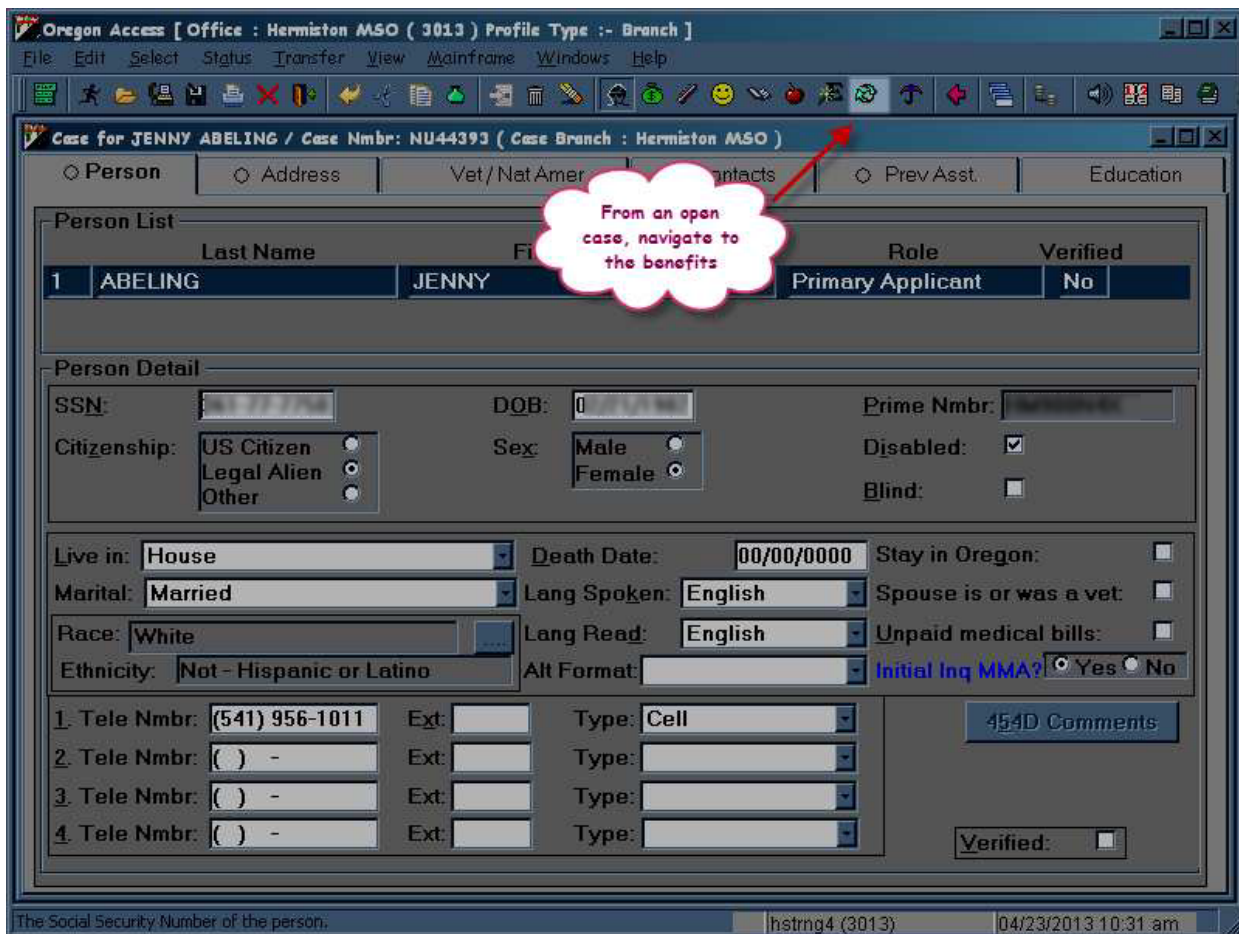 Oregon Access [ Office : Hermiston MSO ( 3013 ) Profile Type :- Branch ]
File Edit Select Status Transfer View Mainframe Windows Help
Case for JENNY ABELING / Case Nmbr: NU44393 ( Case Branch : Hermiston MSO )
Person Address Vet / Nat Amer Prev Asst. Education
From an open
case, navigate to
the benefits
Person List
Last Name Role Verified
1 ABELING JENNY Primary Applicant No
Person Detail
SSN: DOB: Prime Nmbr:
Citizenship: US Citizen Sex: Male Disabled:
Legal Alien Female
Other Blind:
Live in: House Death Date: 00/00/0000 Stay in Oregon:
Marital: Married Lang Spoken: English Spouse is or was a vet:
Race: White .... Lang Read: English Unpaid medical bills:
Ethnicity: Not - Hispanic or Latino Alt Format: Initial Inq MMA? Yes No
1. Tele Nmbr: (541) 956-1011 Ext: Type: Cell 454D Comments
2. Tele Nmbr: ( ) - Ext: Type:
3. Tele Nmbr: ( ) - Ext: Type:
4. Tele Nmbr: ( ) - Ext: Type:
Verified:
The Social Security Number of the person. hstrng4 (3013) 04/23/2013 10:31 am